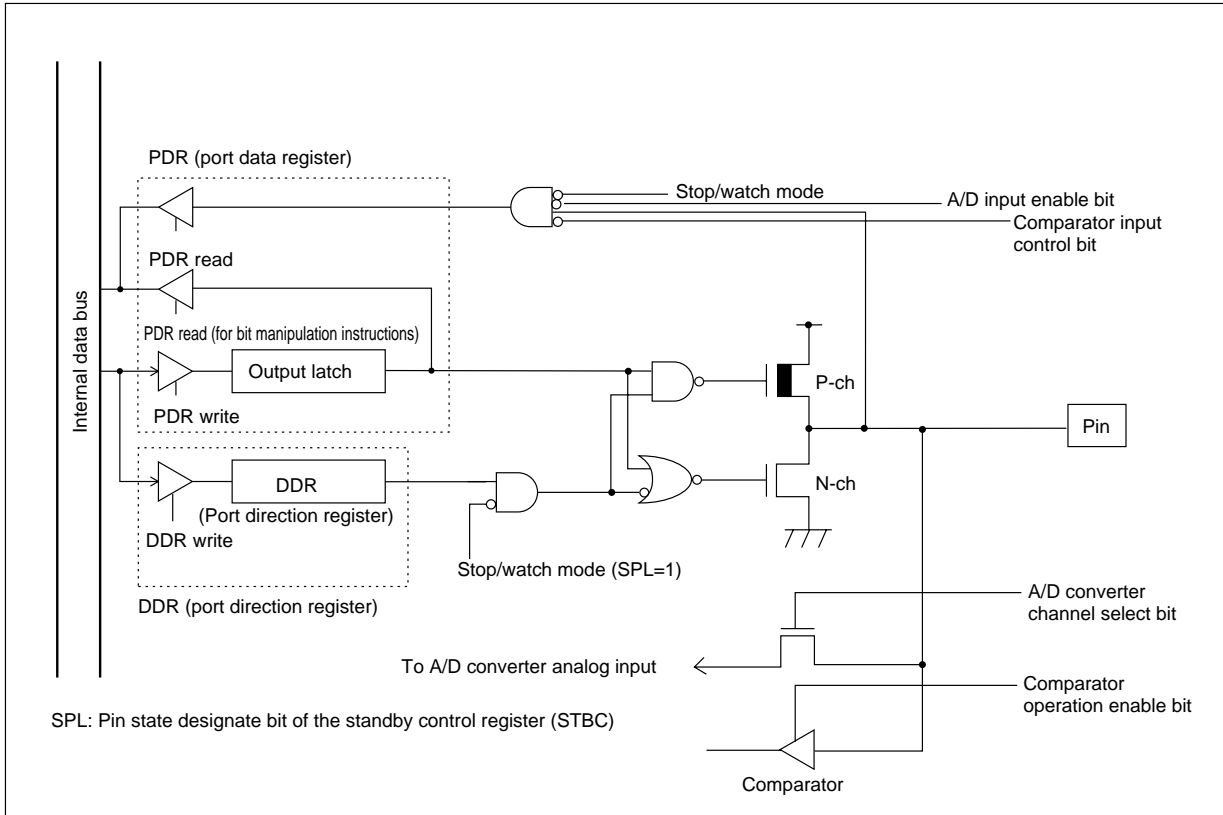 PDR (port data register)
Stop/watch mode
A/D input enable bit
Comparator input
control bit
PDR read
PDR read (for bit manipulation instructions)
Internal data bus
Output latch
P-ch
PDR write
Pin
DDR
N-ch
(Port direction register)
DDR write
Stop/watch mode (SPL=1)
DDR (port direction register)
A/D converter
channel select bit
To A/D converter analog input
Comparator
operation enable bit
SPL: Pin state designate bit of the standby control register (STBC)
Comparator